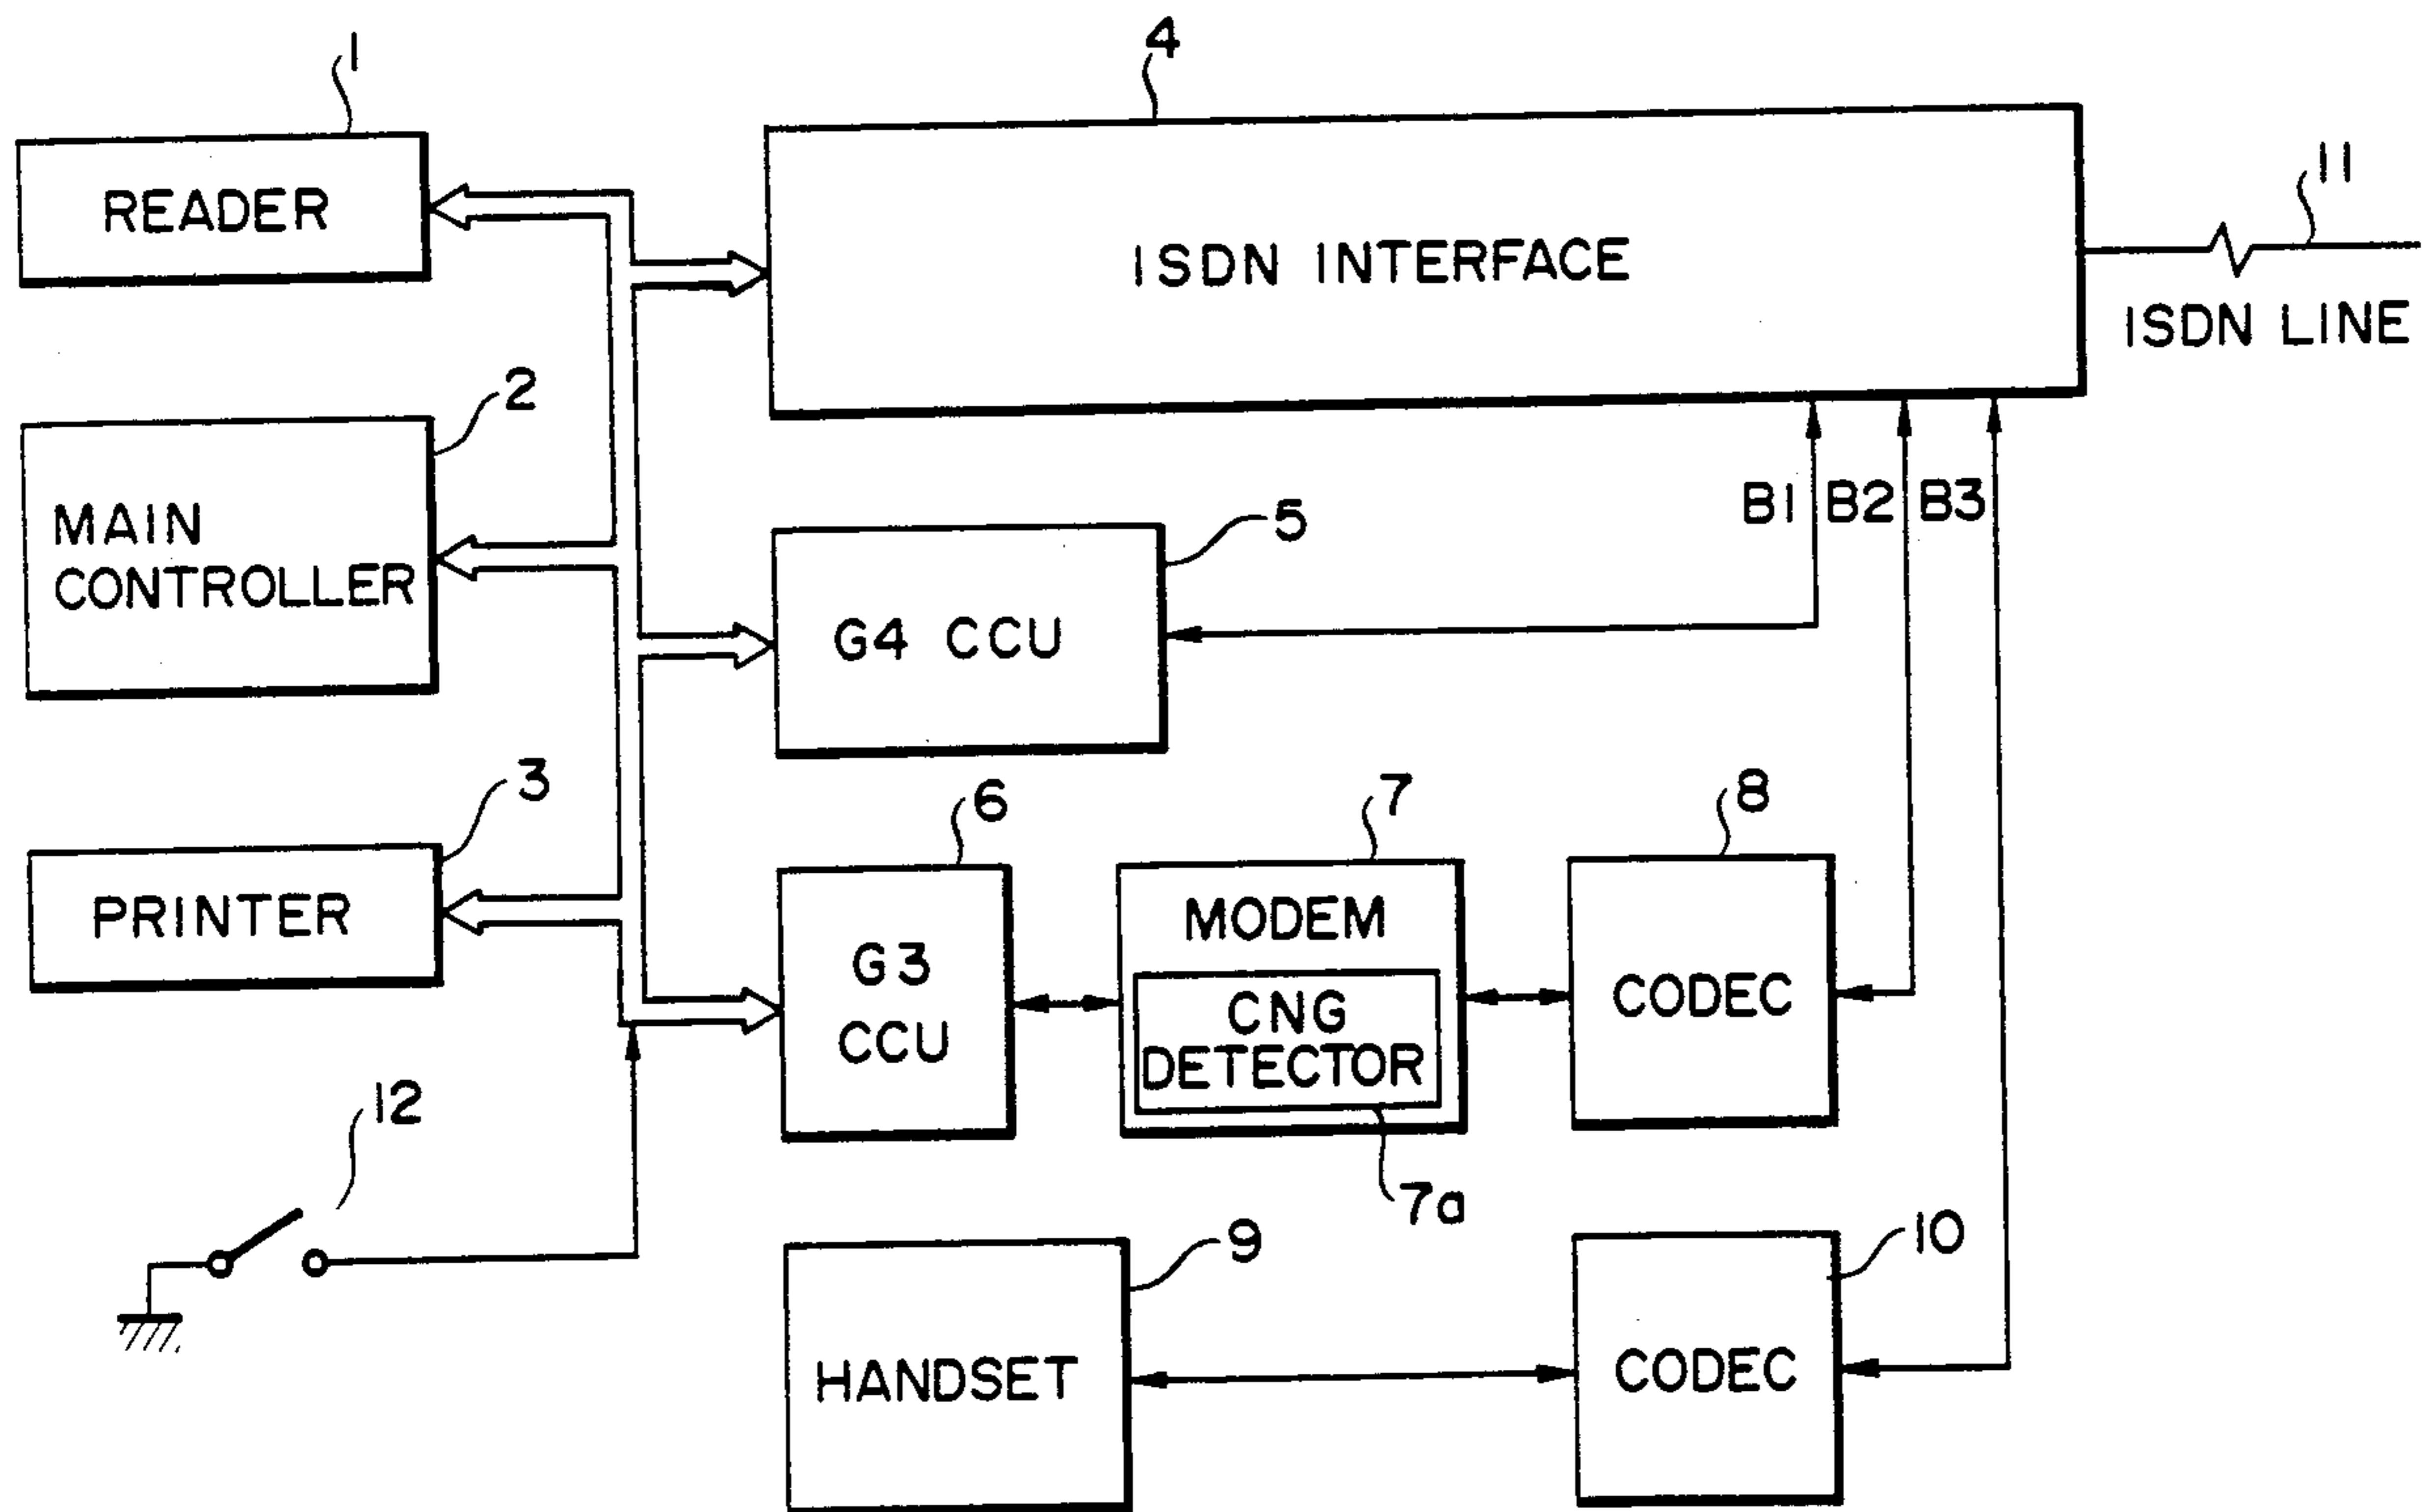 1
READER
4
ISDN INTERFACE
11
ISDN LINE
2
MAIN
CONTROLLER
B1 B2 B3
5
G4 CCU
3
PRINTER
6
G3
CCU
7
MODEM
CNG
DETECTOR
7a
8
CODEC
12
9
HANDSET
10
CODEC